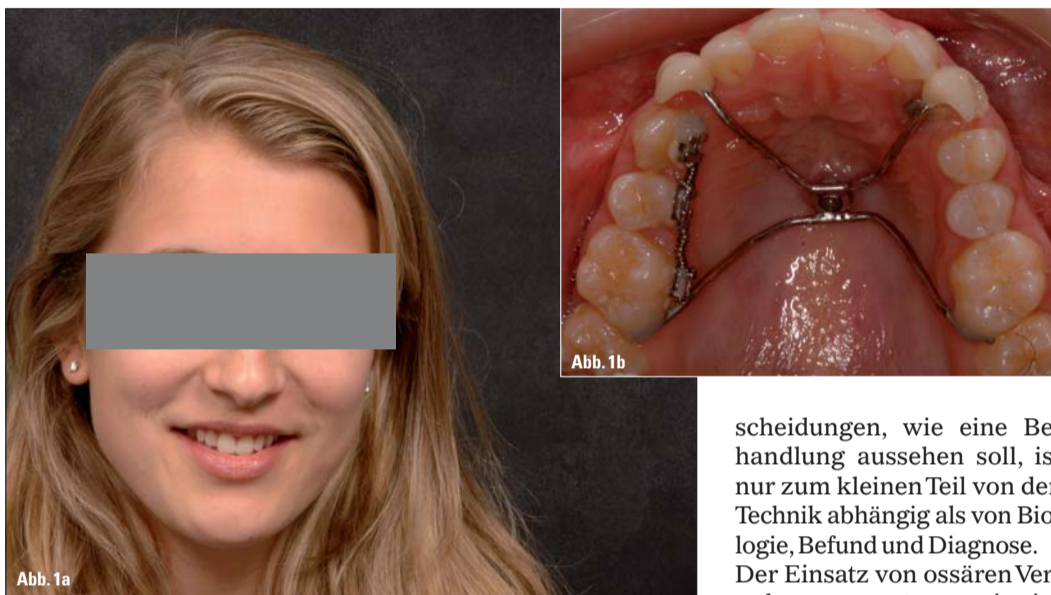 Abb. 1a
Abb. 1b
scheidungen, wie eine Be
handlung aussehen soll, is
nur zum kleinen Teil von der
Technik abhängig als von Bio
logie, Befund und Diagnose.
Der Einsatz von ossären Ver